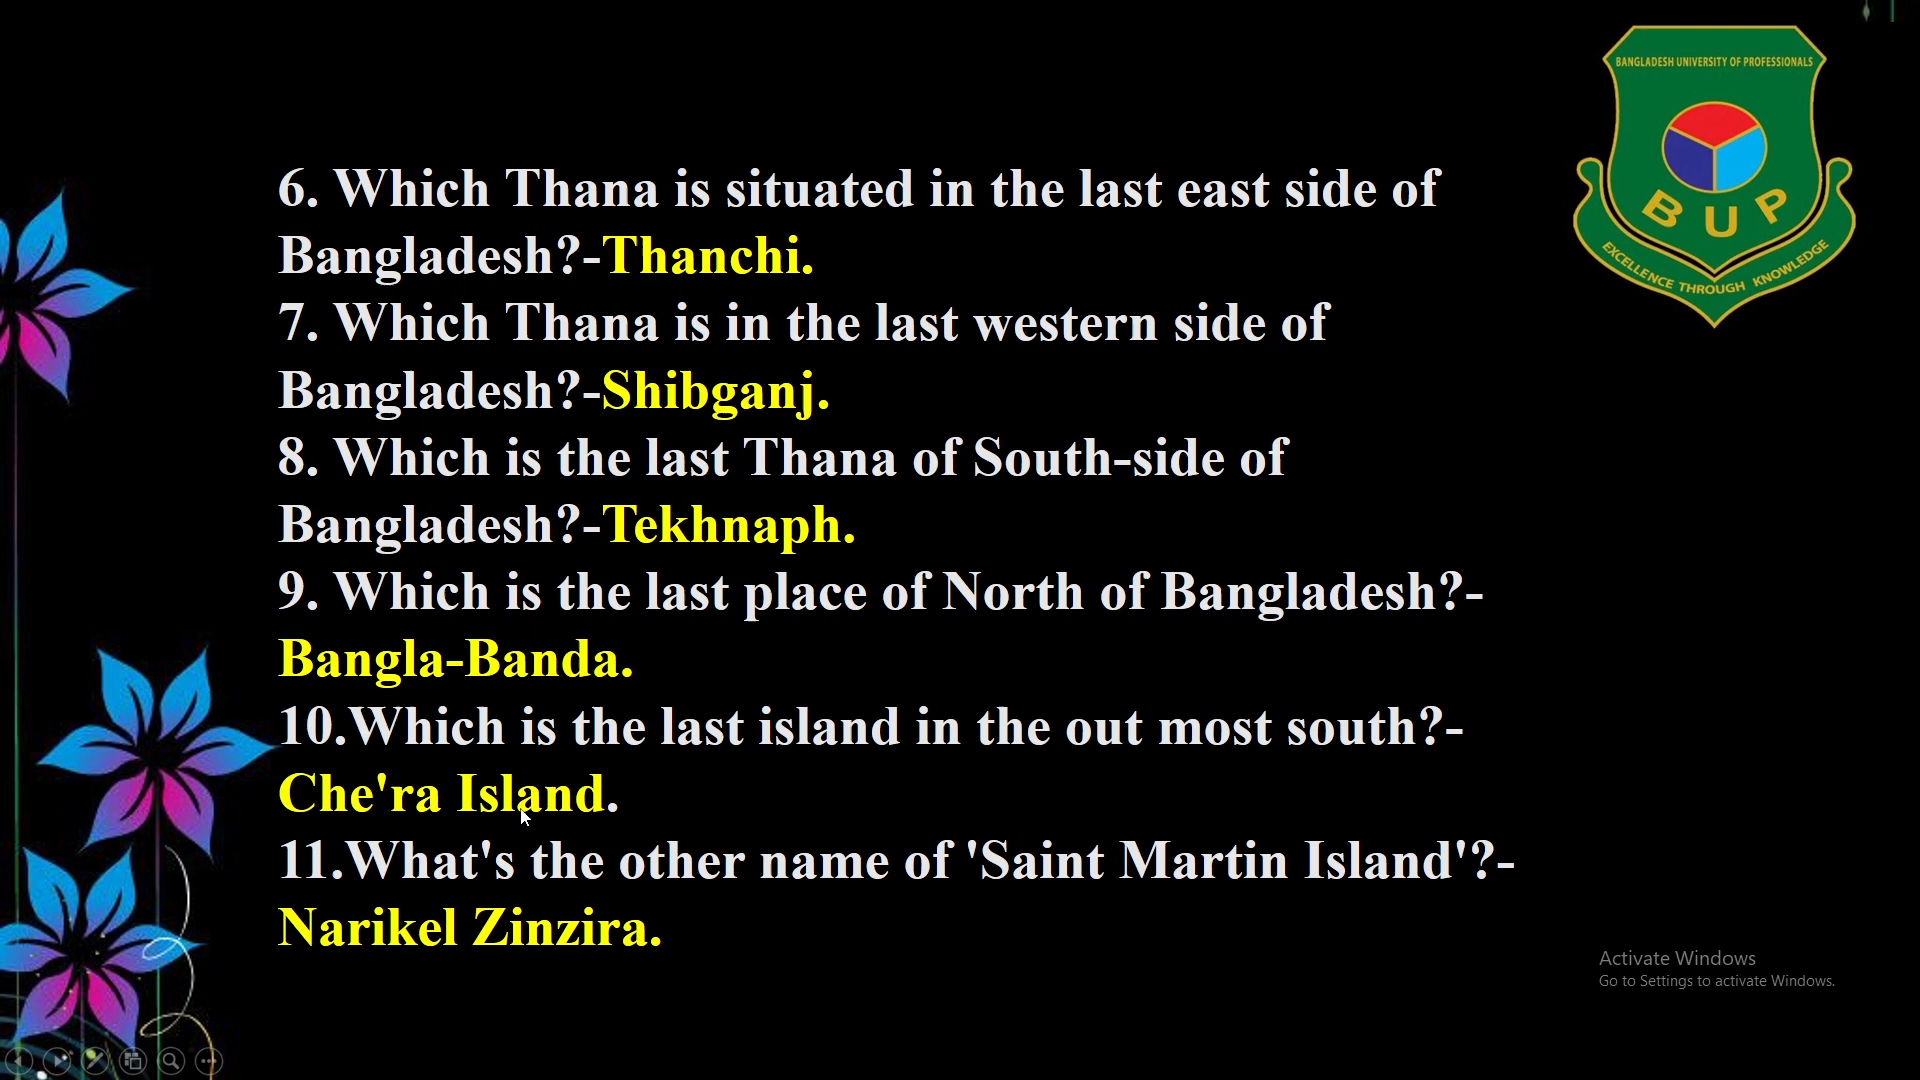 BANGLADESH UNIVERSITY OF PROFESSIONALS
B U P
EXCELLENCE THROUGH KNOWLEDGE
6. Which Thana is situated in the last east side of
Bangladesh?-Thanchi.
7. Which Thana is in the last western side of
Bangladesh?-Shibganj.
8. Which is the last Thana of South-side of
Bangladesh?-Tekhnaph.
9. Which is the last place of North of Bangladesh?-
Bangla-Banda.
10.Which is the last island in the out most south?-
Che'ra Island.
11.What's the other name of 'Saint Martin Island'?-
Narikel Zinzira.
Activate Windows
Go to Settings to activate Windows.